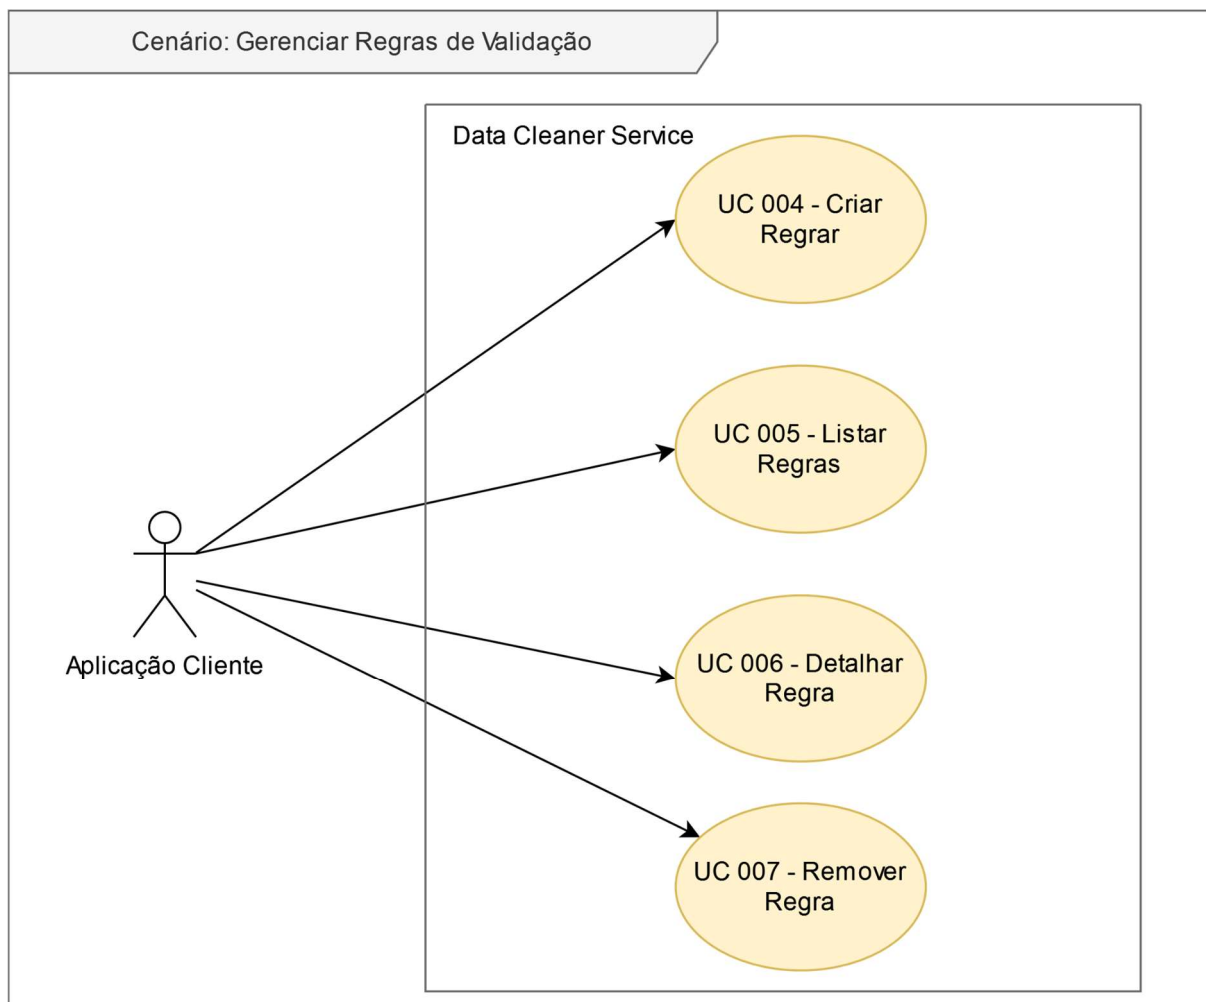 Cenário: Gerenciar Regras de Validação
Data Cleaner Service
UC 004 - Criar
Regrar
UC 005 - Listar
Regras
Aplicação Cliente
UC 006 - Detalhar
Regra
UC 007 - Remover
Regra